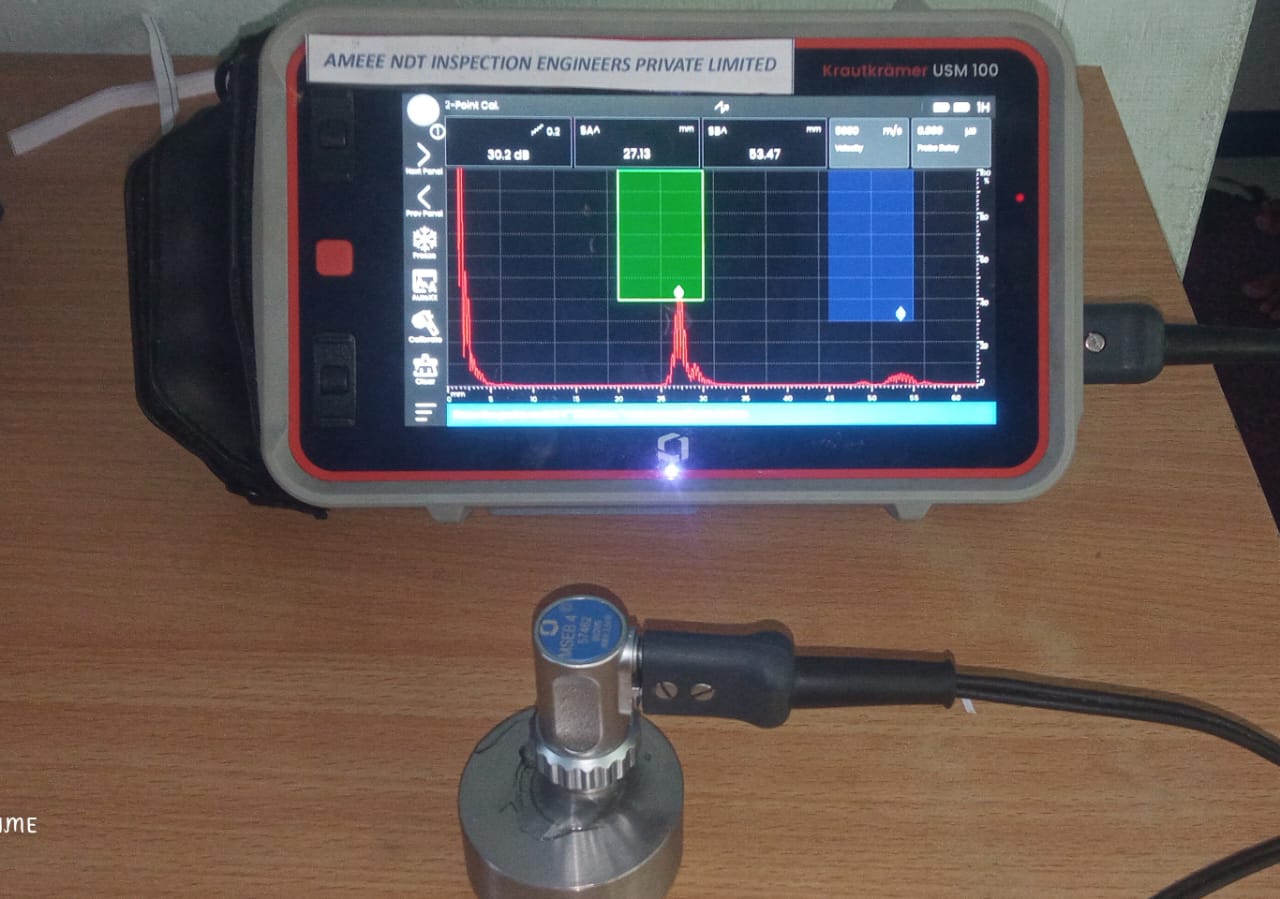 AMEEE NDT INSPECTION ENGINEERS PRIVATE LIMITED
Krautkrämer USM 100
2-Point Cal.
1H
0.2
30.2 dB
SA^ mm
27.13
SB^ mm
53.47
m/s
Velocity
µs
Probe Delay
Next Panel
Prev Panel
Freeze
Calibrate
Clear
mm 5 10 15 20 25 30 35 40 45 50 55 60
MSEB 4
57462